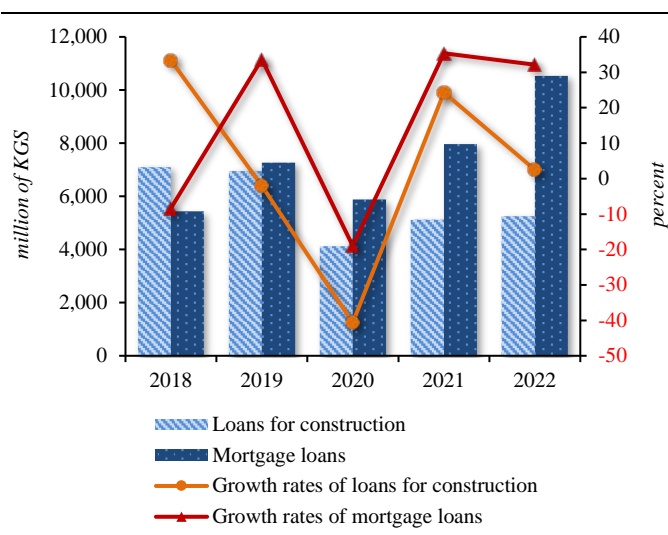 million of KGS
12,000
10,000
8,000
6,000
4,000
2,000
0
40
30
20
10
0
-10
-20
-30
-40
-50
percent
2018 2019 2020 2021 2022
Loans for construction
Mortgage loans
Growth rates of loans for construction
Growth rates of mortgage loans